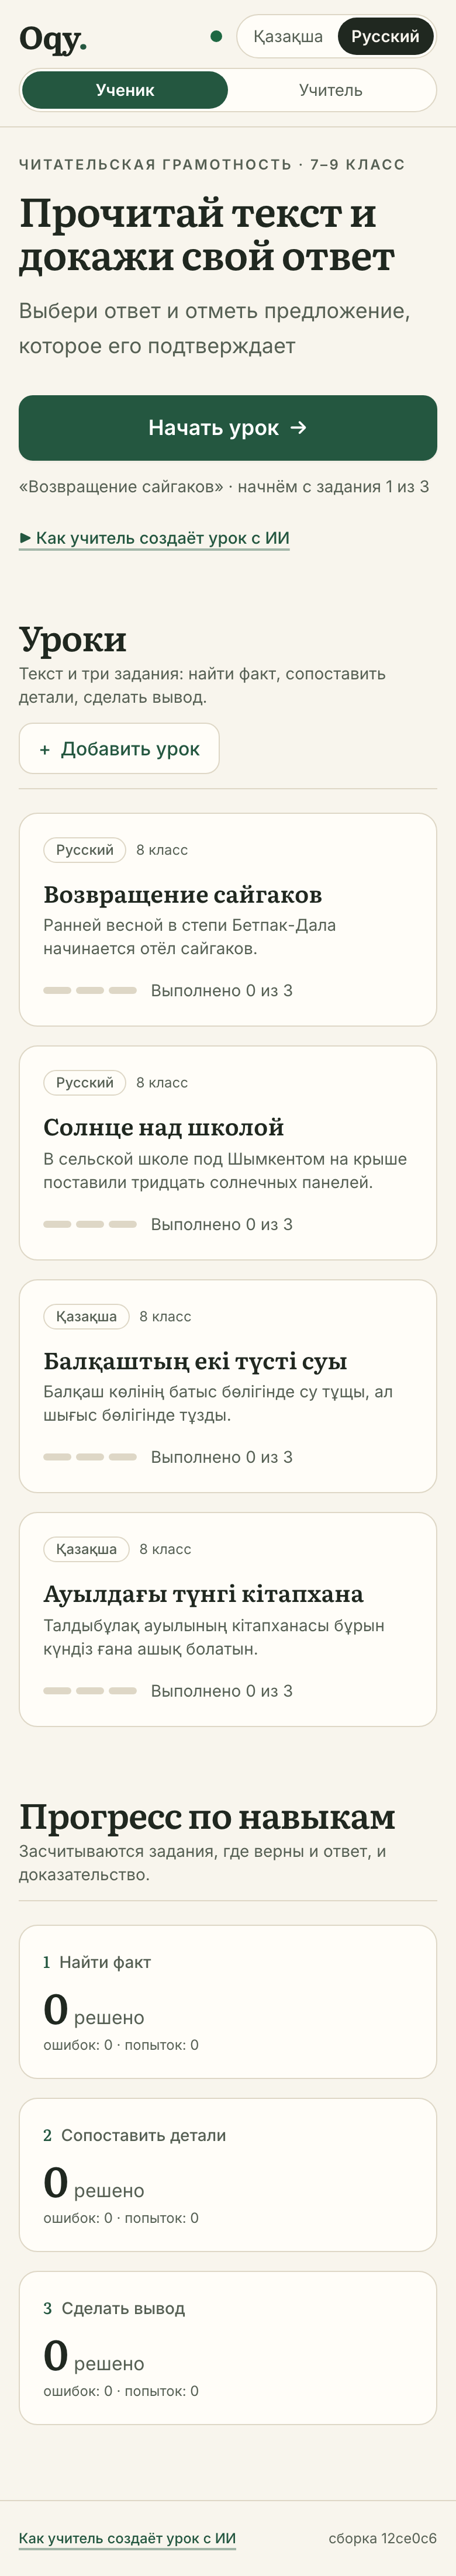 Oqy.
Қазақша Русский
Ученик Учитель
ЧИТАТЕЛЬСКАЯ ГРАМОТНОСТЬ · 7–9 КЛАСС
Прочитай текст и
докажи свой ответ
Выбери ответ и отметь предложение,
которое его подтверждает
Начать урок →
«Возвращение сайгаков» · начнём с задания 1 из 3
▶ Как учитель создаёт урок с ИИ
Уроки
Текст и три задания: найти факт, сопоставить
детали, сделать вывод.
+ Добавить урок
Русский 8 класс
Возвращение сайгаков
Ранней весной в степи Бетпак-Дала
начинается отёл сайгаков.
Выполнено 0 из 3
Русский 8 класс
Солнце над школой
В сельской школе под Шымкентом на крыше
поставили тридцать солнечных панелей.
Выполнено 0 из 3
Қазақша 8 класс
Балқаштың екі түсті суы
Балқаш көлінің батыс бөлігінде су тұщы, ал
шығыс бөлігінде тұзды.
Выполнено 0 из 3
Қазақша 8 класс
Ауылдағы түнгі кітапхана
Талдыбұлақ ауылының кітапханасы бұрын
күндіз ғана ашық болатын.
Выполнено 0 из 3
Прогресс по навыкам
Засчитываются задания, где верны и ответ, и
доказательство.
1 Найти факт
0 решено
ошибок: 0 · попыток: 0
2 Сопоставить детали
0 решено
ошибок: 0 · попыток: 0
3 Сделать вывод
0 решено
ошибок: 0 · попыток: 0
Как учитель создаёт урок с ИИ сборка 12ce0c6